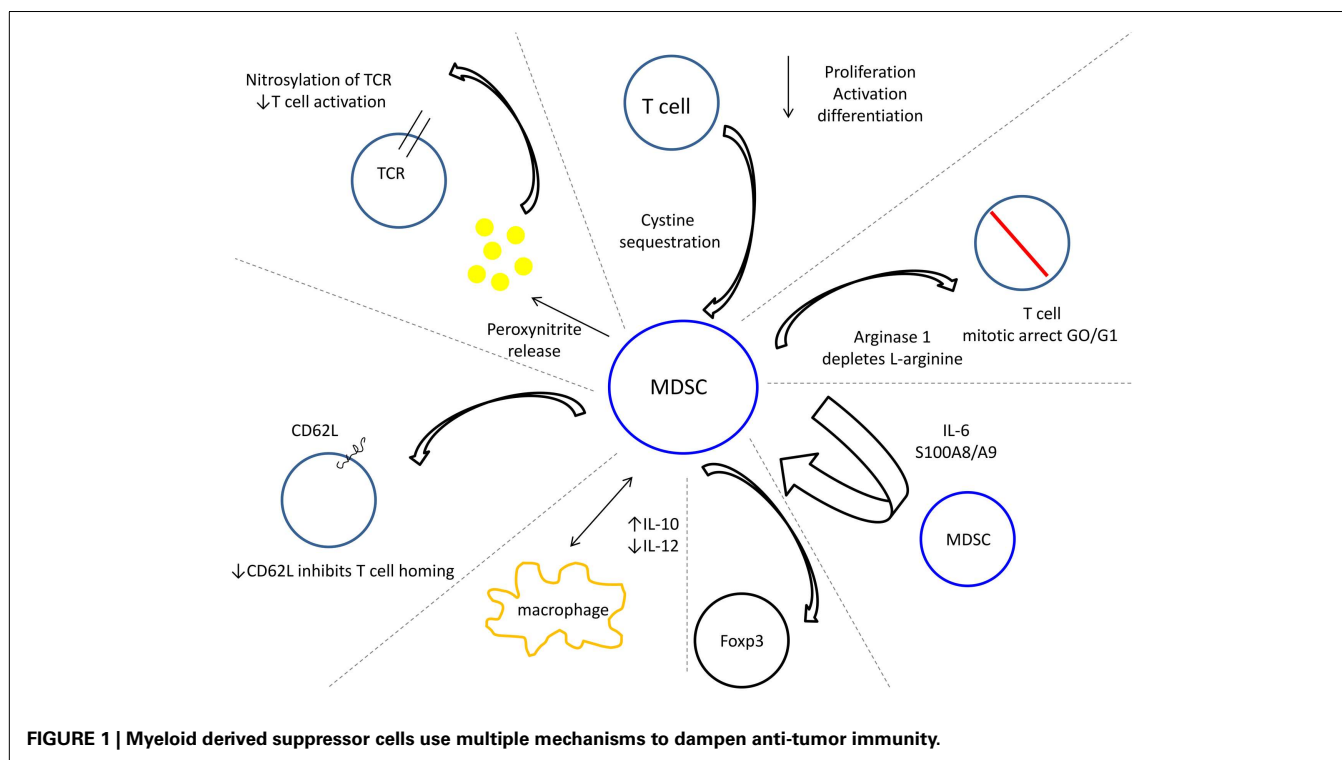 Nitrosylation of TCR
↓T cell activation
TCR
T cell
Proliferation
Activation
differentiation
Cystine
sequestration
Peroxynitrite
release
MDSC
Arginase 1
depletes L-arginine
T cell
mitotic arrect GO/G1
CD62L
↓CD62L inhibits T cell homing
↑IL-10
↓IL-12
macrophage
Foxp3
IL-6
S100A8/A9
MDSC
FIGURE 1 | Myeloid derived suppressor cells use multiple mechanisms to dampen anti-tumor immunity.